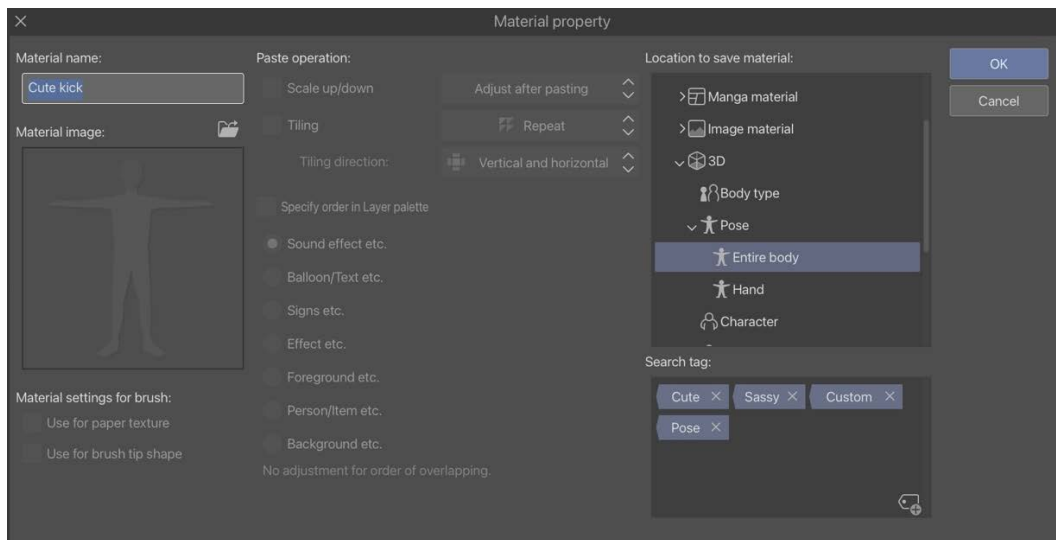 Material property
Material name:
Cute kick
Material image:
Material settings for brush:
Use for paper texture
Use for brush tip shape
Paste operation:
Scale up/down
Adjust after pasting
Tiling
Repeat
Tiling direction:
Vertical and horizontal
Specify order in Layer palette
Sound effect etc.
Balloon/Text etc.
Signs etc.
Effect etc.
Foreground etc.
Person/Item etc.
Background etc.
No adjustment for order of overlapping.
Location to save material:
Manga material
Image material
3D
Body type
Pose
Entire body
Hand
Character
Search tag:
Cute Sassy Custom
Pose
OK
Cancel